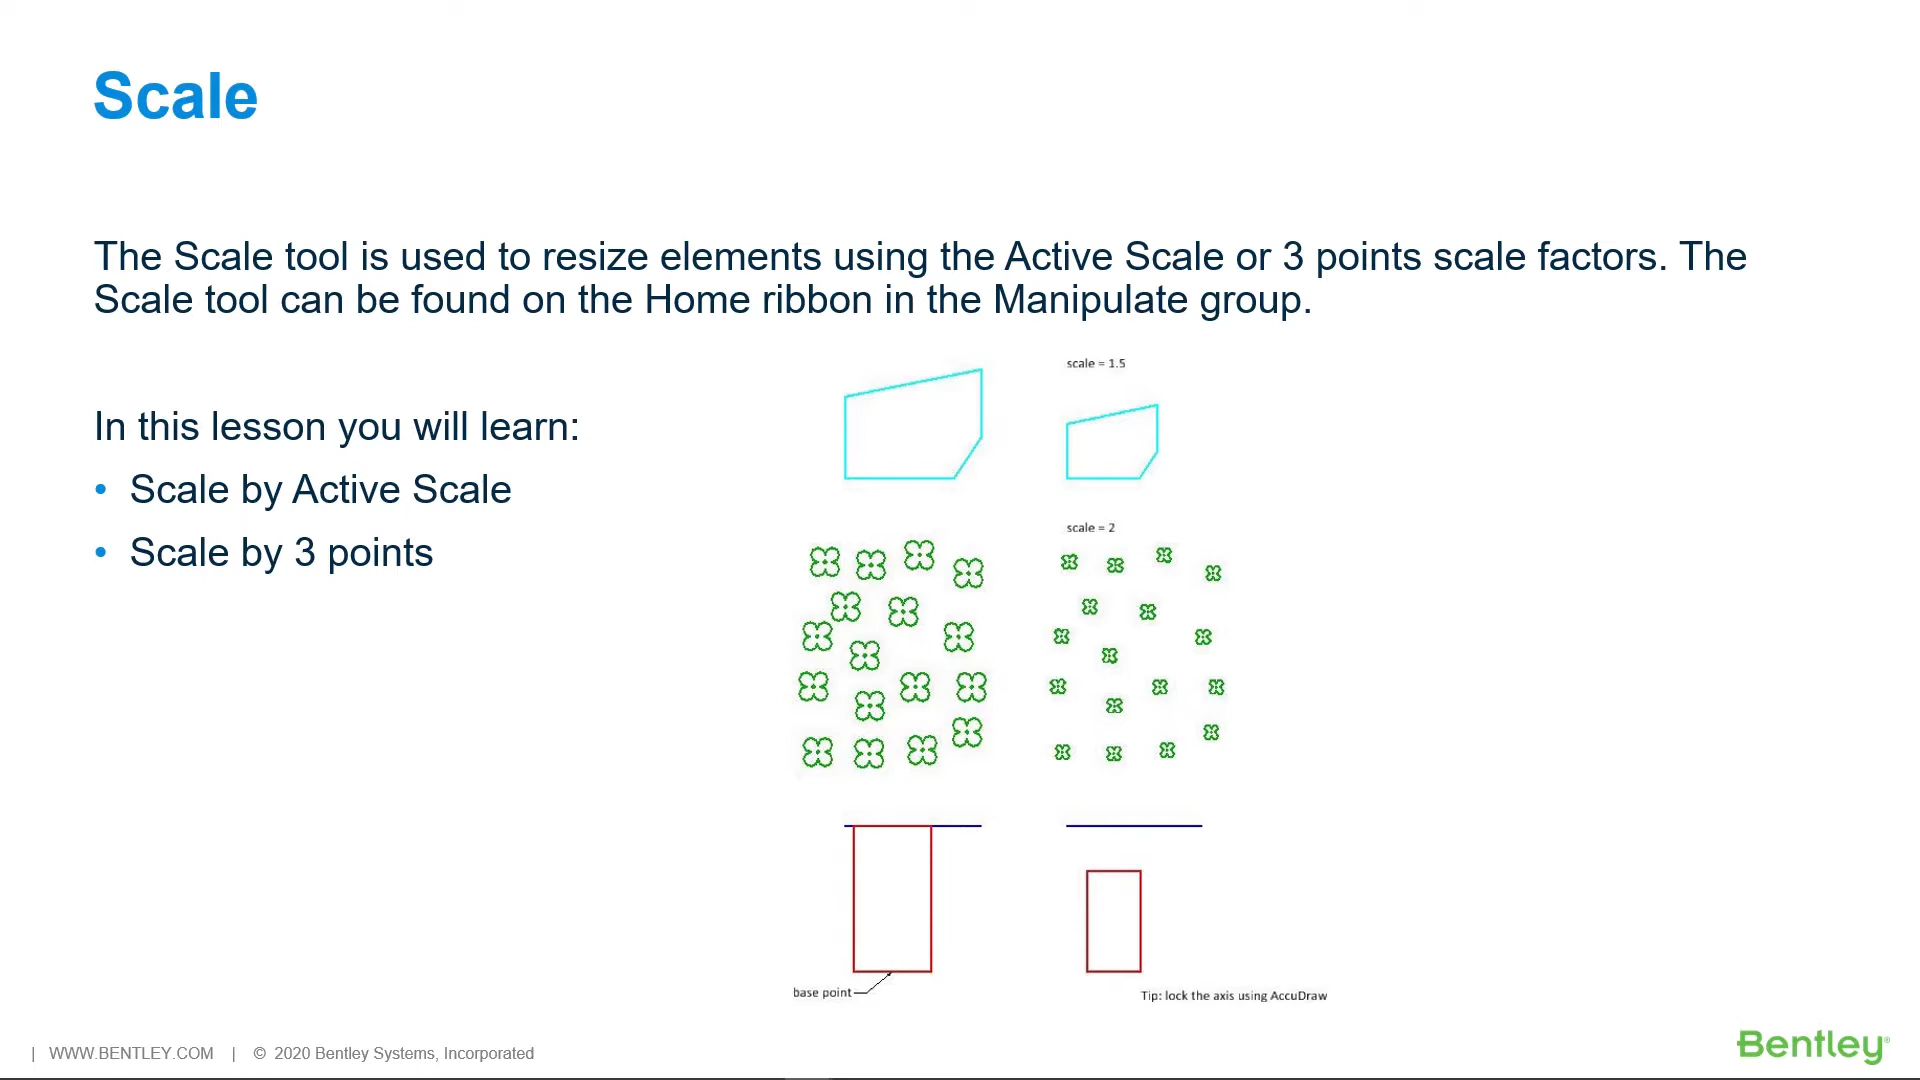 Scale
The Scale tool is used to resize elements using the Active Scale or 3 points scale factors. The
Scale tool can be found on the Home ribbon in the Manipulate group.
In this lesson you will learn:
• Scale by Active Scale
• Scale by 3 points
scale = 1.5
scale = 2
base point
Tip: lock the axis using AccuDraw
| WWW.BENTLEY.COM | © 2020 Bentley Systems, Incorporated
Bentley®